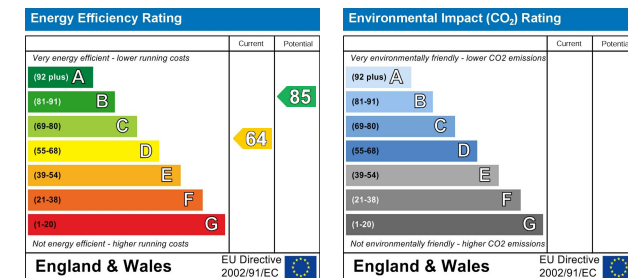 Energy Efficiency Rating
Current Potential
Very energy efficient - lower running costs
(92 plus) A
(81-91) B
85
(69-80) C
64
(55-68) D
(39-54) E
(21-38) F
(1-20) G
Not energy efficient - higher running costs
England & Wales
EU Directive
2002/91/EC
Environmental Impact (CO₂) Rating
Current Potentia
Very environmentally friendly - lower CO2 emissions
(92 plus) A
(81-91) B
(69-80) C
(55-68) D
(39-54) E
(21-38) F
(1-20) G
Not environmentally friendly - higher CO2 emissions
England & Wales
EU Directive
2002/91/EC